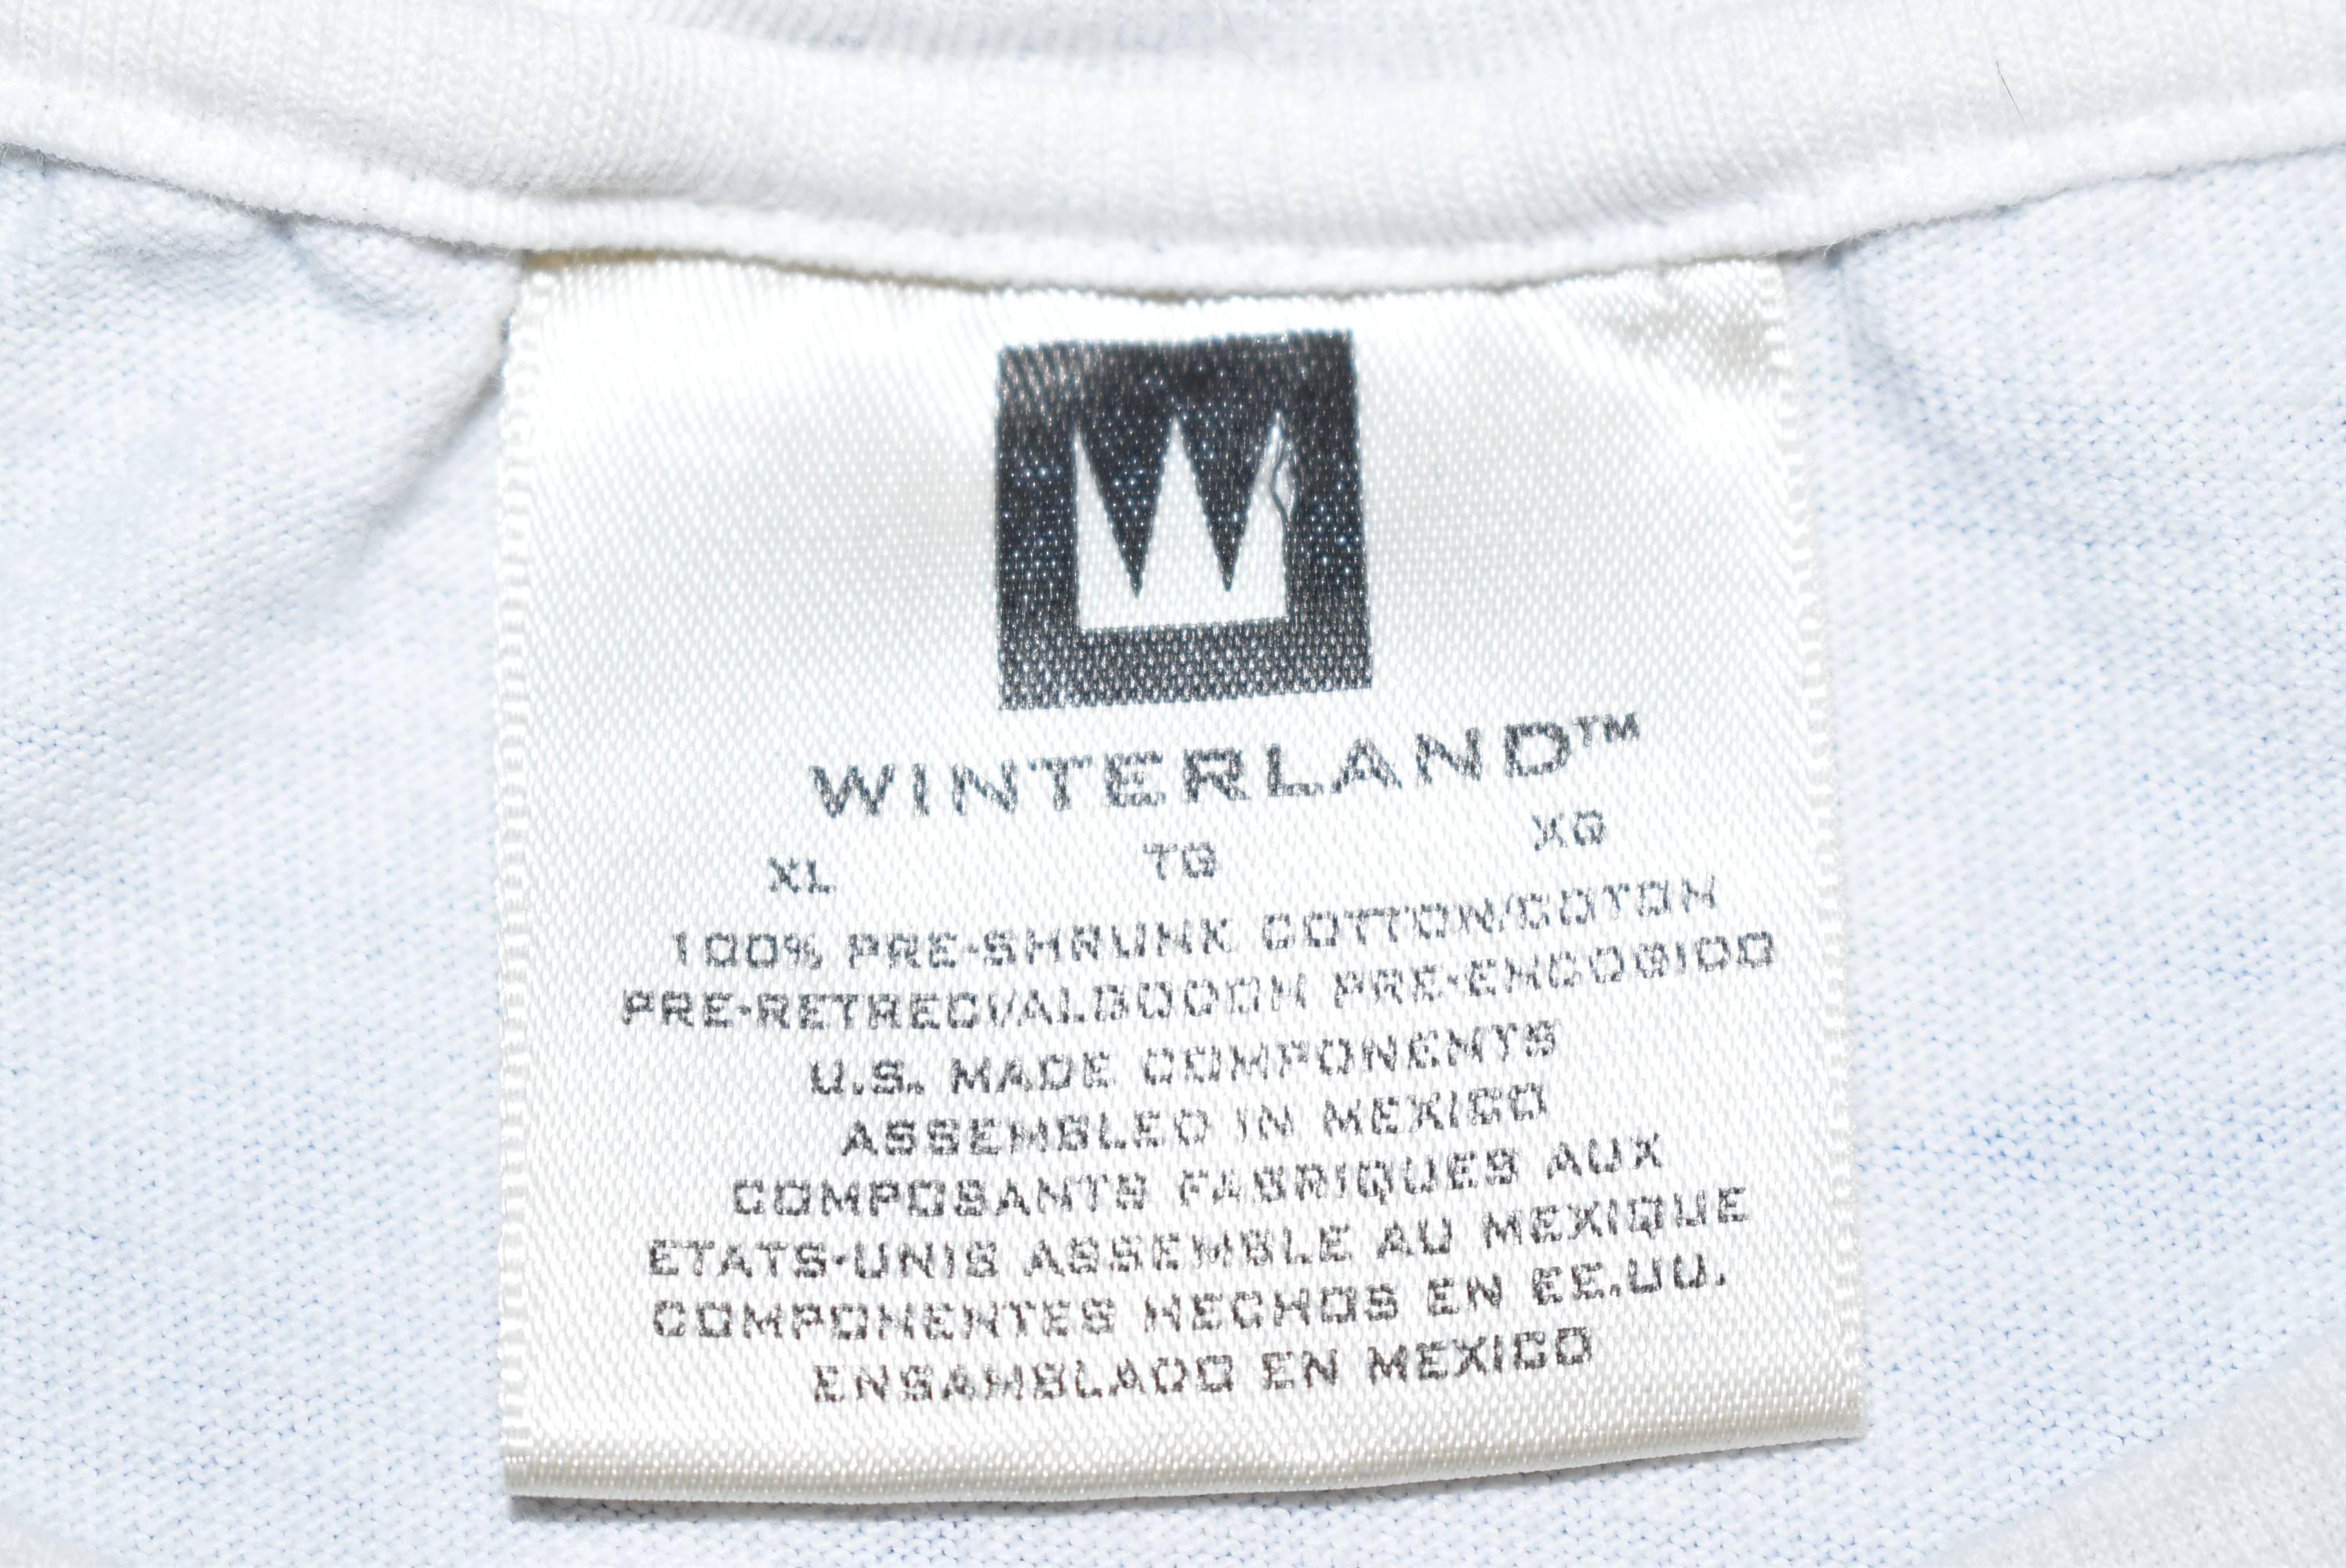 WINTERLAND™
XL TG XG
100% PRE-SHRUNK COTTON/COTON
PRE-RETRECI/ALGODON PRE-ENCOGIDO
U.S. MADE COMPONENTS
ASSEMBLED IN MEXICO
COMPOSANTS FABRIQUES AUX
ETATS-UNIS ASSEMBLE AU MEXIQUE
COMPONENTES HECHOS EN EE.UU.
ENSAMBLADO EN MEXICO